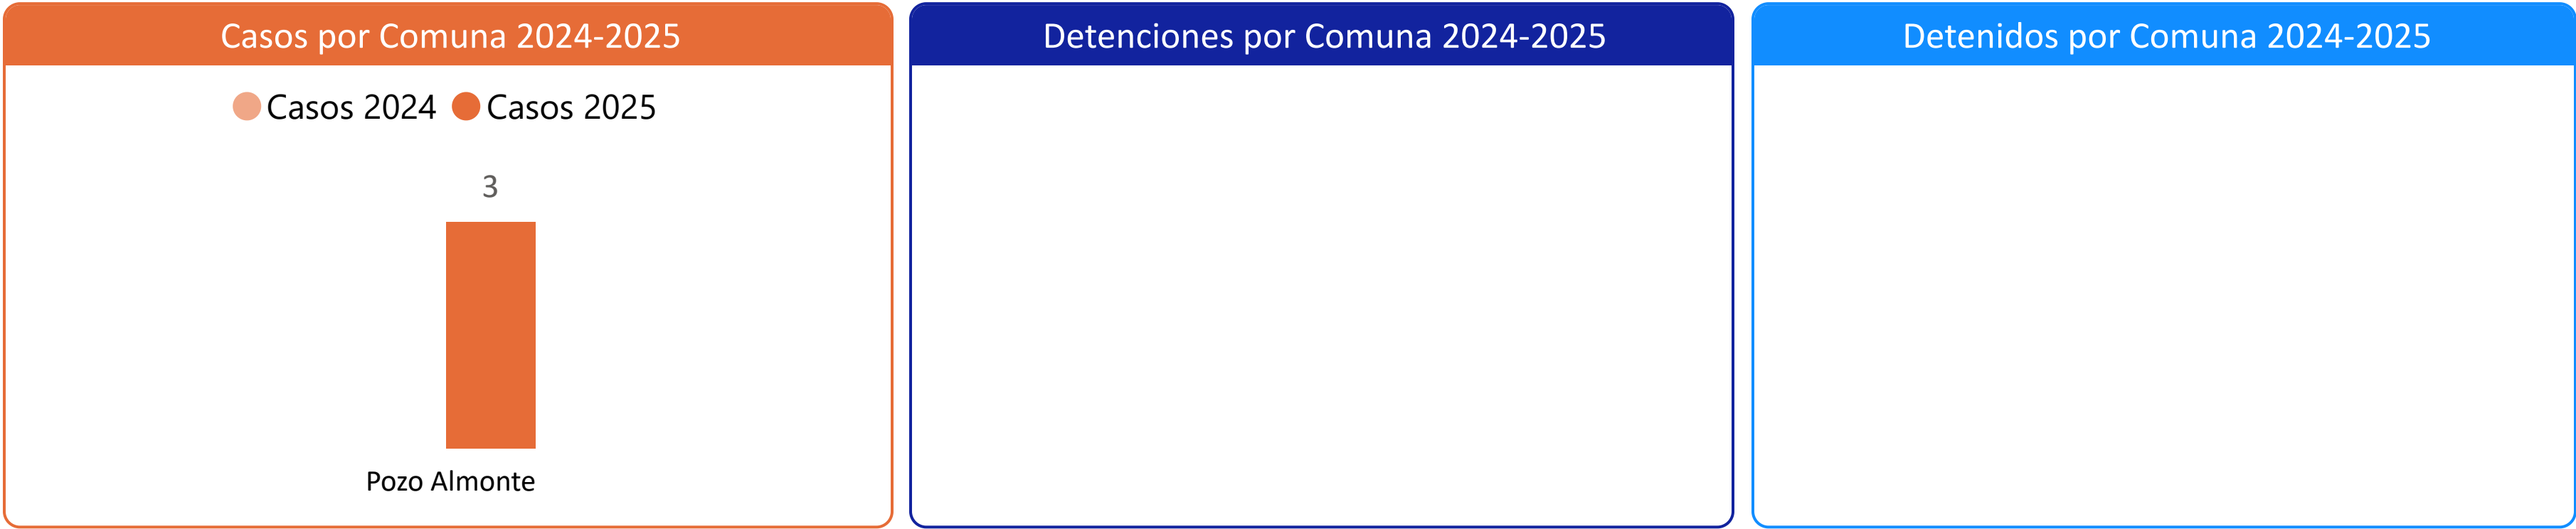 Casos por Comuna 2024-2025
Casos 2024 Casos 2025
3
Pozo Almonte
Detenciones por Comuna 2024-2025
Detenidos por Comuna 2024-2025